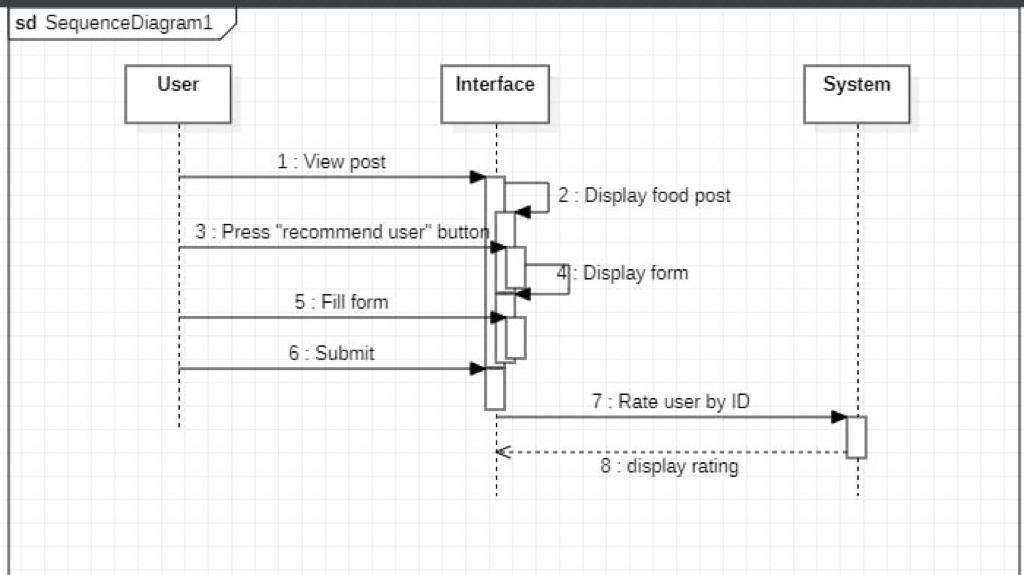 sd SequenceDiagram1
User
Interface
System
1 : View post
2 : Display food post
3 : Press "recommend user" button
4 : Display form
5 : Fill form
6 : Submit
7 : Rate user by ID
8 : display rating